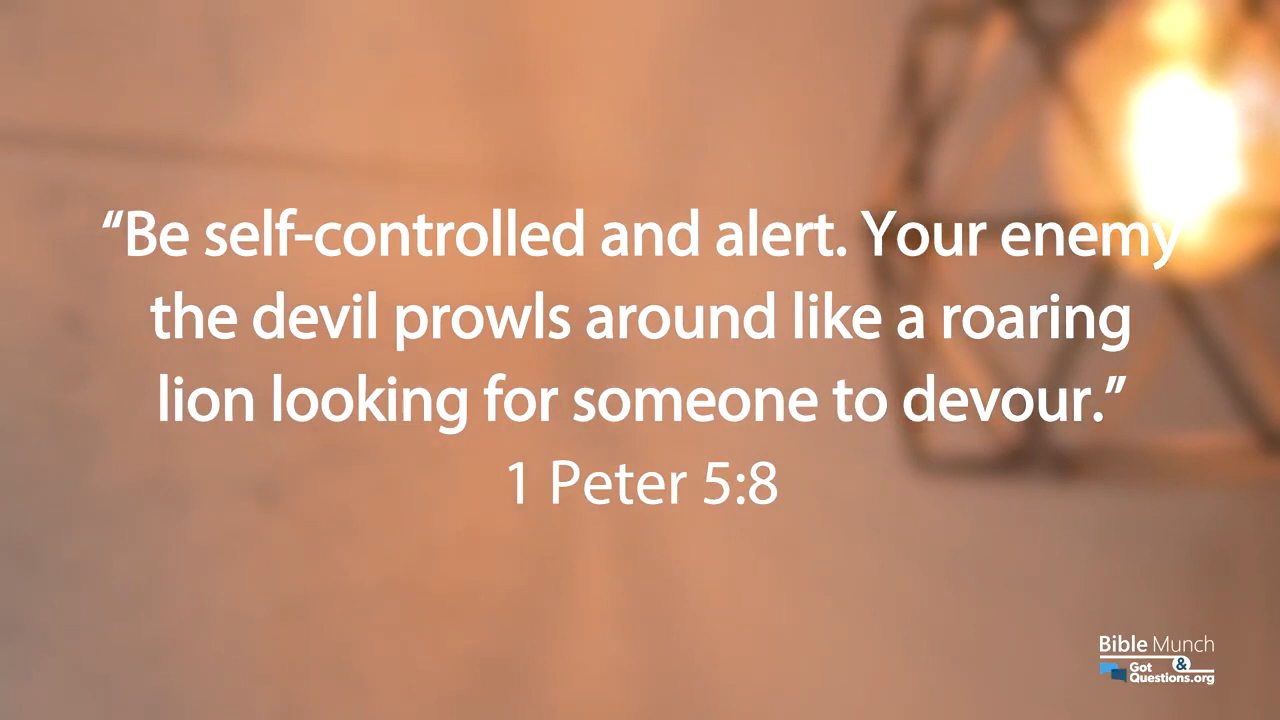 “Be self-controlled and alert. Your enemy
the devil prowls around like a roaring
lion looking for someone to devour.”
1 Peter 5:8
Bible Munch
&
Got
Questions.org